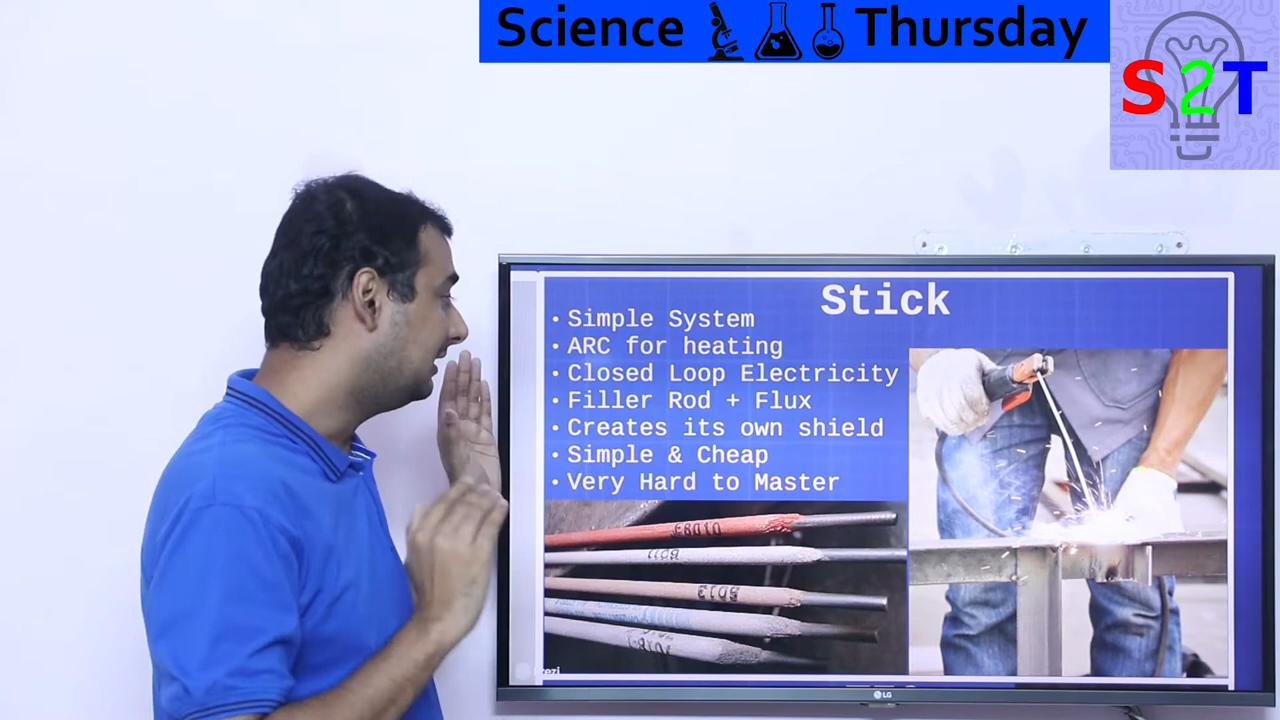 Science Thursday
S2T
Stick
• Simple System
• ARC for heating
• Closed Loop Electricity
• Filler Rod + Flux
• Creates its own shield
• Simple & Cheap
• Very Hard to Master
LG